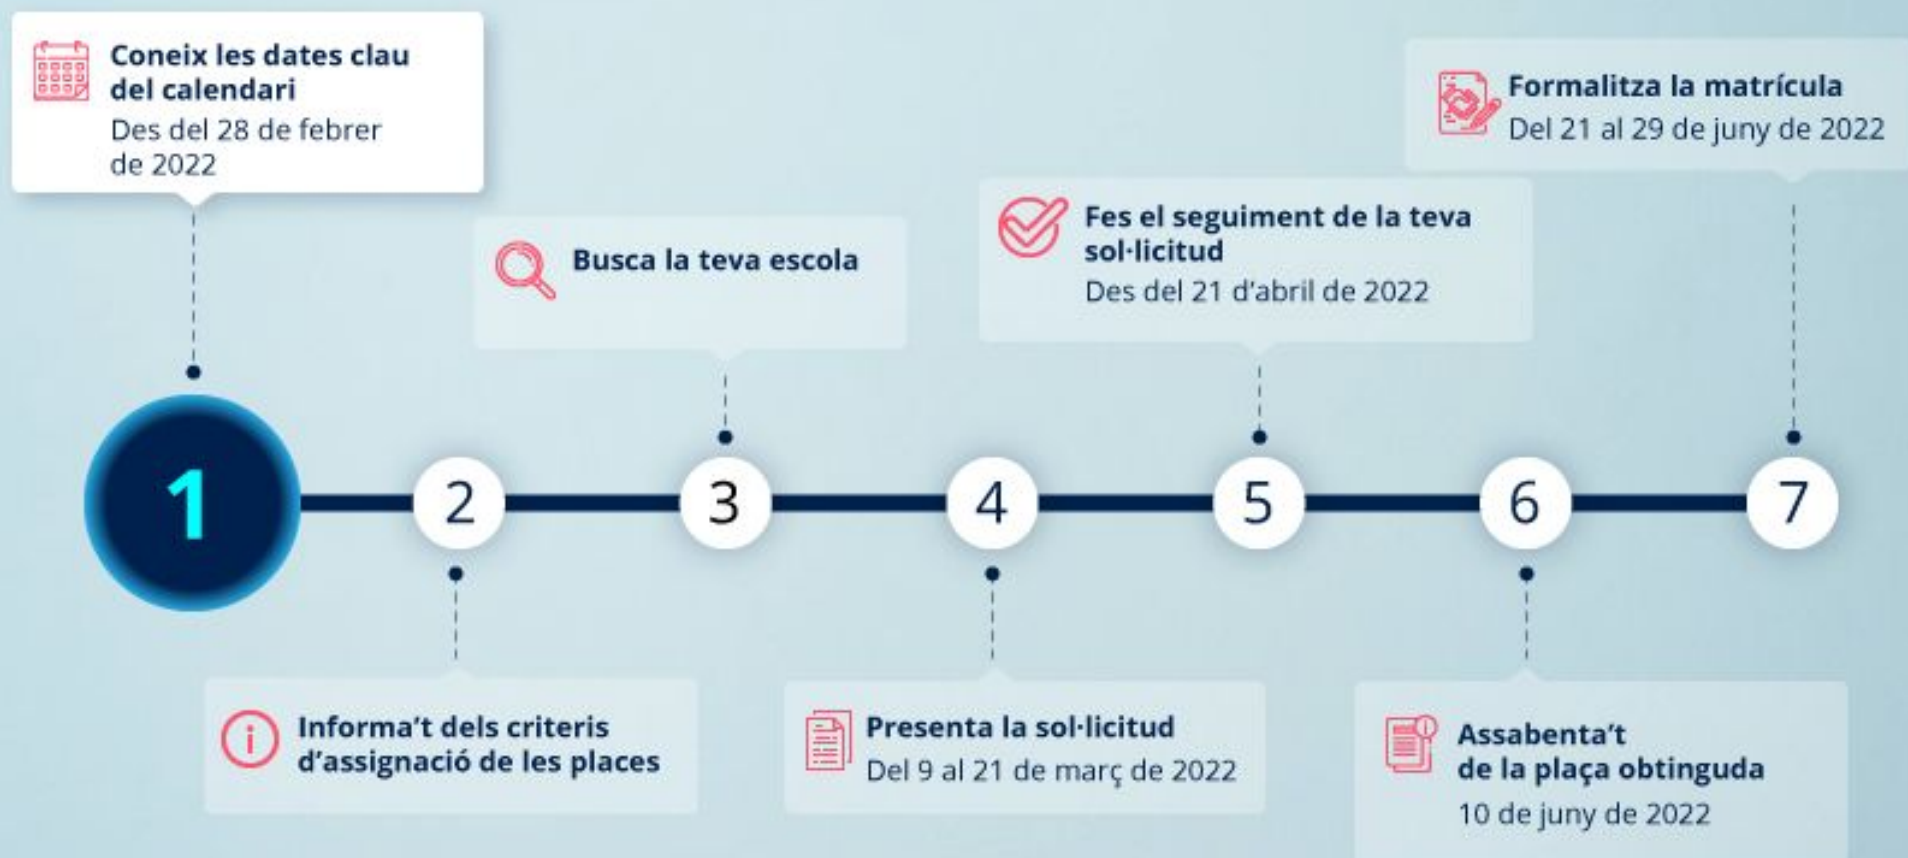 Coneix les dates clau
del calendari
Des del 28 de febrer
de 2022
1
2
Informa't dels criteris
d'assignació de les places
3
Busca la teva escola
4
Presenta la sol·licitud
Del 9 al 21 de març de 2022
5
Fes el seguiment de la teva
sol·licitud
Des del 21 d'abril de 2022
6
Assabenta't
de la plaça obtinguda
10 de juny de 2022
7
Formalitza la matrícula
Del 21 al 29 de juny de 2022